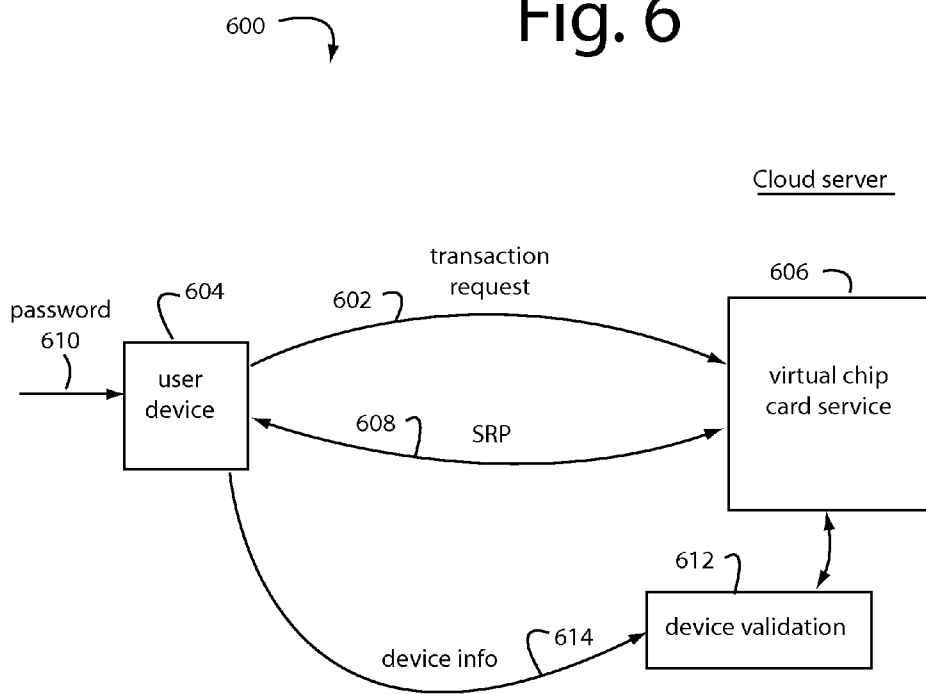 600
Fig. 6
Cloud server
transaction
request
606
604
602
password
610
user
device
virtual chip
card service
608
SRP
612
device validation
614
device info